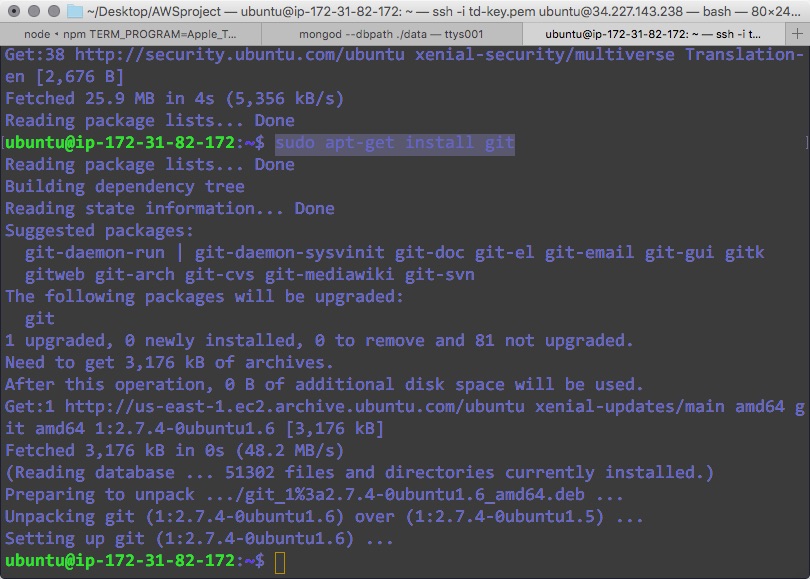 ~/Desktop/AWSproject — ubuntu@ip-172-31-82-172: ~ — ssh -i td-key.pem ubuntu@34.227.143.238 — bash — 80×24...
node • npm TERM_PROGRAM=Apple_T... mongod --dbpath ./data — ttys001 ubuntu@ip-172-31-82-172: ~ — ssh -i t... +
Get:38 http://security.ubuntu.com/ubuntu xenial-security/multiverse Translation-
en [2,676 B]
Fetched 25.9 MB in 4s (5,356 kB/s)
Reading package lists... Done
[ubuntu@ip-172-31-82-172:~$ sudo apt-get install git ]
Reading package lists... Done
Building dependency tree
Reading state information... Done
Suggested packages:
  git-daemon-run | git-daemon-sysvinit git-doc git-el git-email git-gui gitk
  gitweb git-arch git-cvs git-mediawiki git-svn
The following packages will be upgraded:
  git
1 upgraded, 0 newly installed, 0 to remove and 81 not upgraded.
Need to get 3,176 kB of archives.
After this operation, 0 B of additional disk space will be used.
Get:1 http://us-east-1.ec2.archive.ubuntu.com/ubuntu xenial-updates/main amd64 g
it amd64 1:2.7.4-0ubuntu1.6 [3,176 kB]
Fetched 3,176 kB in 0s (48.2 MB/s)
(Reading database ... 51302 files and directories currently installed.)
Preparing to unpack .../git_1%3a2.7.4-0ubuntu1.6_amd64.deb ...
Unpacking git (1:2.7.4-0ubuntu1.6) over (1:2.7.4-0ubuntu1.5) ...
Setting up git (1:2.7.4-0ubuntu1.6) ...
ubuntu@ip-172-31-82-172:~$